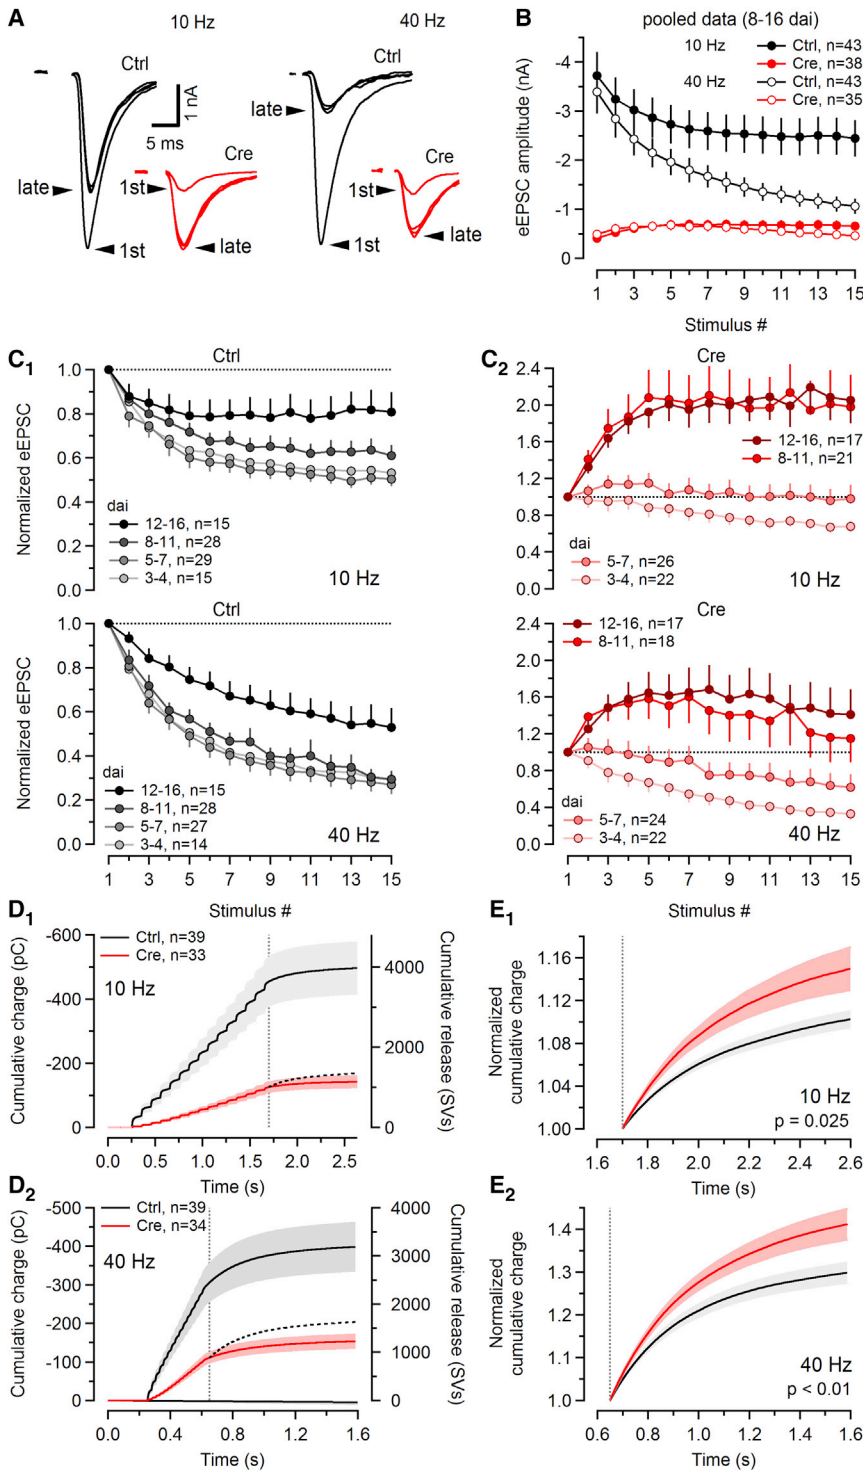 A
10 Hz
40 Hz
Ctrl
1 nA
5 ms
late
1st
Cre
1st
late
Ctrl
late
1st
Cre
1st
late
B
pooled data (8-16 dai)
10 Hz
Ctrl, n=43
Cre, n=38
40 Hz
Ctrl, n=43
Cre, n=35
eEPSC amplitude (nA)
-4
-3
-2
-1
0
1 3 5 7 9 11 13 15
Stimulus #
C1
Ctrl
Normalized eEPSC
1.0
0.8
0.6
0.4
0.2
0.0
dai
12-16, n=15
8-11, n=28
5-7, n=29
3-4, n=15
10 Hz
Ctrl
Normalized eEPSC
1.0
0.8
0.6
0.4
0.2
0.0
dai
12-16, n=15
8-11, n=28
5-7, n=27
3-4, n=14
40 Hz
1 3 5 7 9 11 13 15
Stimulus #
C2
Cre
2.4
2.0
1.6
1.2
0.8
0.4
0.0
12-16, n=17
8-11, n=21
dai
5-7, n=26
3-4, n=22
10 Hz
Cre
2.4
2.0
1.6
1.2
0.8
0.4
0.0
12-16, n=17
8-11, n=18
dai
5-7, n=24
3-4, n=22
40 Hz
1 3 5 7 9 11 13 15
Stimulus #
D1
Cumulative charge (pC)
-600
-400
-200
0
Ctrl, n=39
Cre, n=33
10 Hz
Cumulative release (SVs)
4000
2000
0
0.0 0.5 1.0 1.5 2.0 2.5
Time (s)
D2
Cumulative charge (pC)
-500
-400
-300
-200
-100
0
Ctrl, n=39
Cre, n=34
40 Hz
Cumulative release (SVs)
4000
3000
2000
1000
0
0.0 0.4 0.8 1.2 1.6
Time (s)
E1
Normalized
cumulative charge
1.16
1.12
1.08
1.04
1.00
10 Hz
p = 0.025
1.6 1.8 2.0 2.2 2.4 2.6
Time (s)
E2
Normalized
cumulative charge
1.4
1.3
1.2
1.1
1.0
40 Hz
p < 0.01
0.6 0.8 1.0 1.2 1.4 1.6
Time (s)